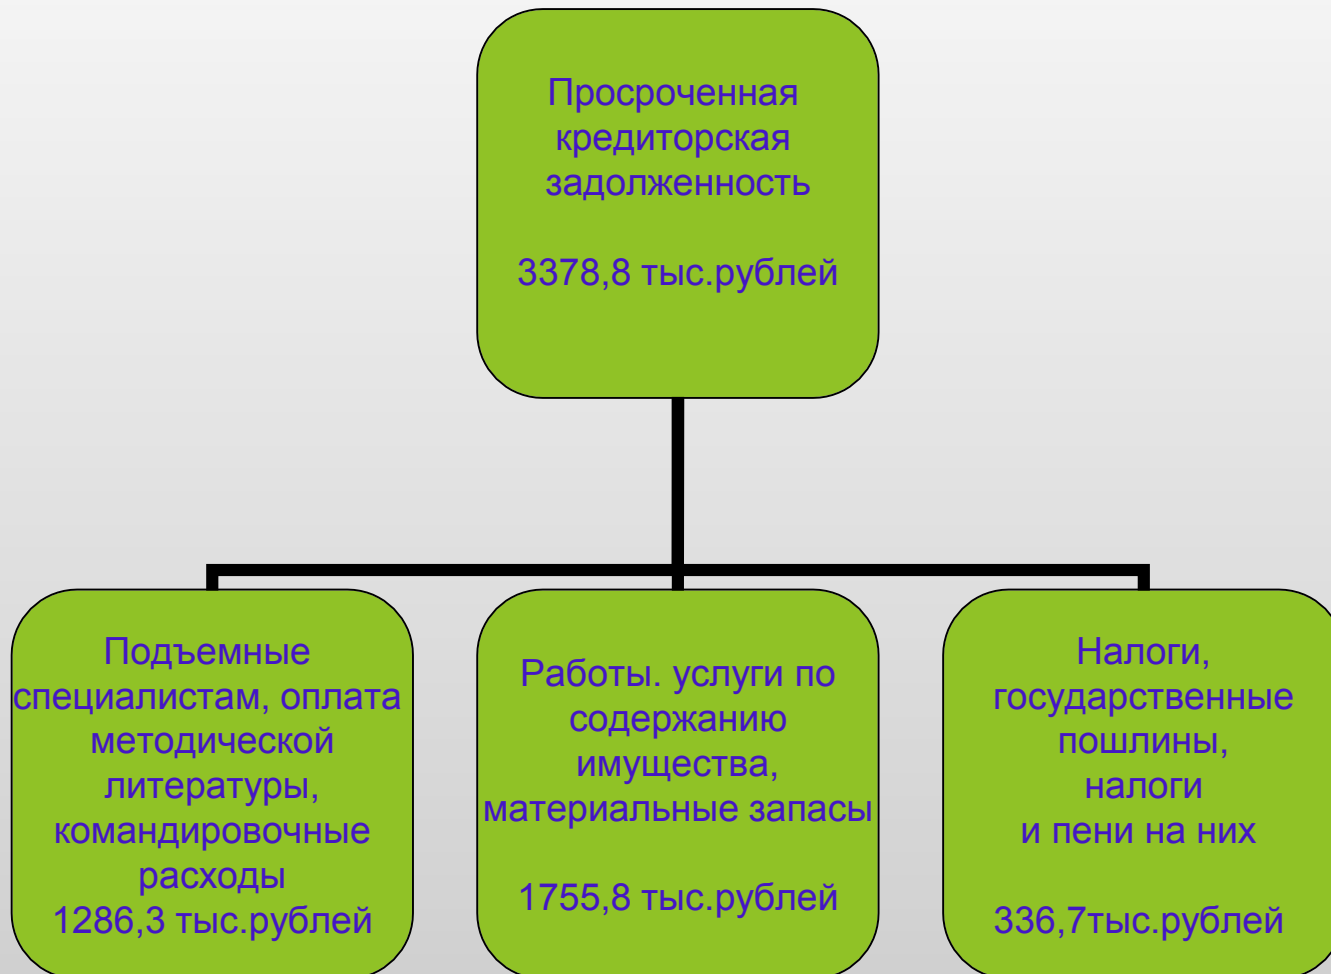 Просроченная
кредиторская
задолженность
3378,8 тыс.рублей
Подъемные
специалистам, оплата
методической
литературы,
командировочные
расходы
1286,3 тыс.рублей
Работы. услуги по
содержанию
имущества,
материальные запасы
1755,8 тыс.рублей
Налоги,
государственные
пошлины,
налоги
и пени на них
336,7тыс.рублей